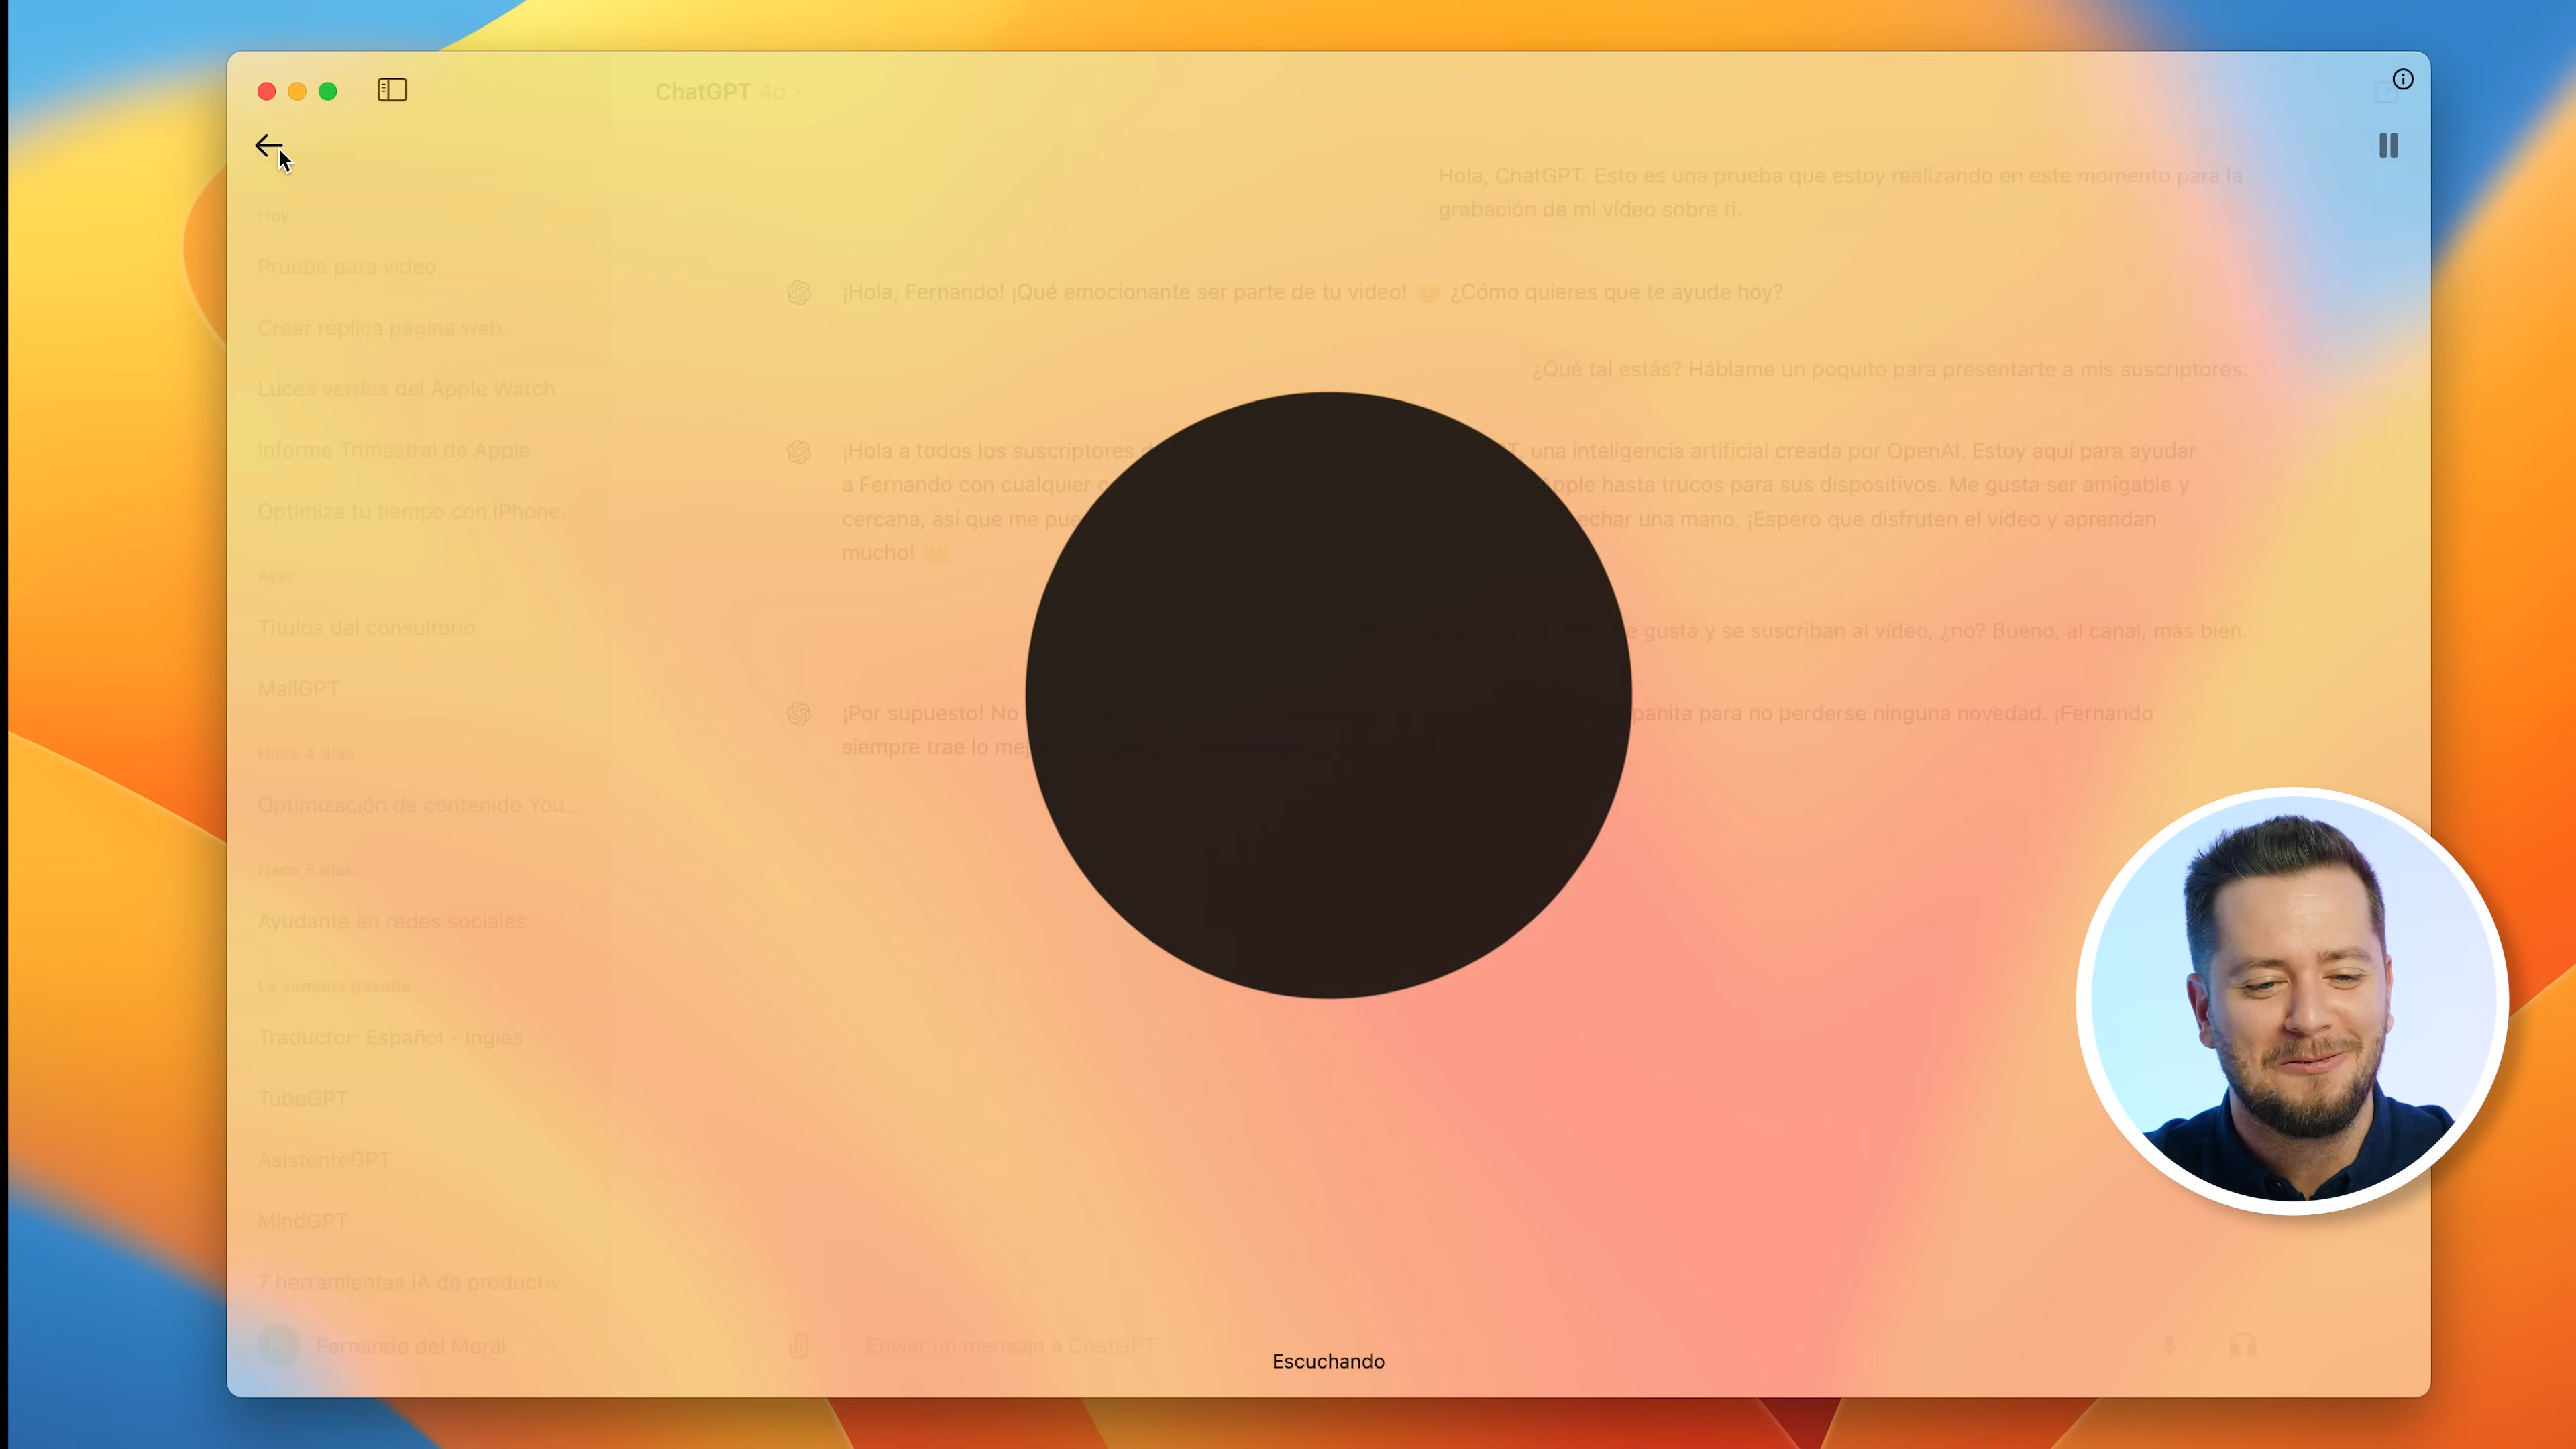 ChatGPT 4o >
Hoy
Prueba para vídeo.
Crear réplica página web.
Luces verdes del Apple Watch
Informe Trimestral de Apple
Optimiza tu tiempo con iPhone.
Ayer
Títulos del consultorio
MailGPT
Hace 4 días
Optimización de contenido You...
Hace 5 días
Ayudante en redes sociales
La semana pasada
Traductor: Español - inglés
TubeGPT
AsistenteGPT
MindGPT
7 herramientas IA de productiv...
Fernando del Moral
Hola, ChatGPT. Esto es una prueba que estoy realizando en este momento para la
grabación de mi vídeo sobre ti.
¡Hola, Fernando! ¡Qué emocionante ser parte de tu video! 😊 ¿Cómo quieres que te ayude hoy?
¿Qué tal estás? Háblame un poquito para presentarte a mis suscriptores.
¡Hola a todos los suscriptores una inteligencia artificial creada por OpenAI. Estoy aquí para ayudar
a Fernando con cualquier Apple hasta trucos para sus dispositivos. Me gusta ser amigable y
cercana, así que me echar una mano. ¡Espero que disfruten el video y aprendan
mucho! 😊
gusta y se suscriban al vídeo, ¿no? Bueno, al canal, más bien.
¡Por supuesto! No para no perderse ninguna novedad. ¡Fernando
siempre trae lo
Enviar un mensaje a ChatGPT
Escuchando